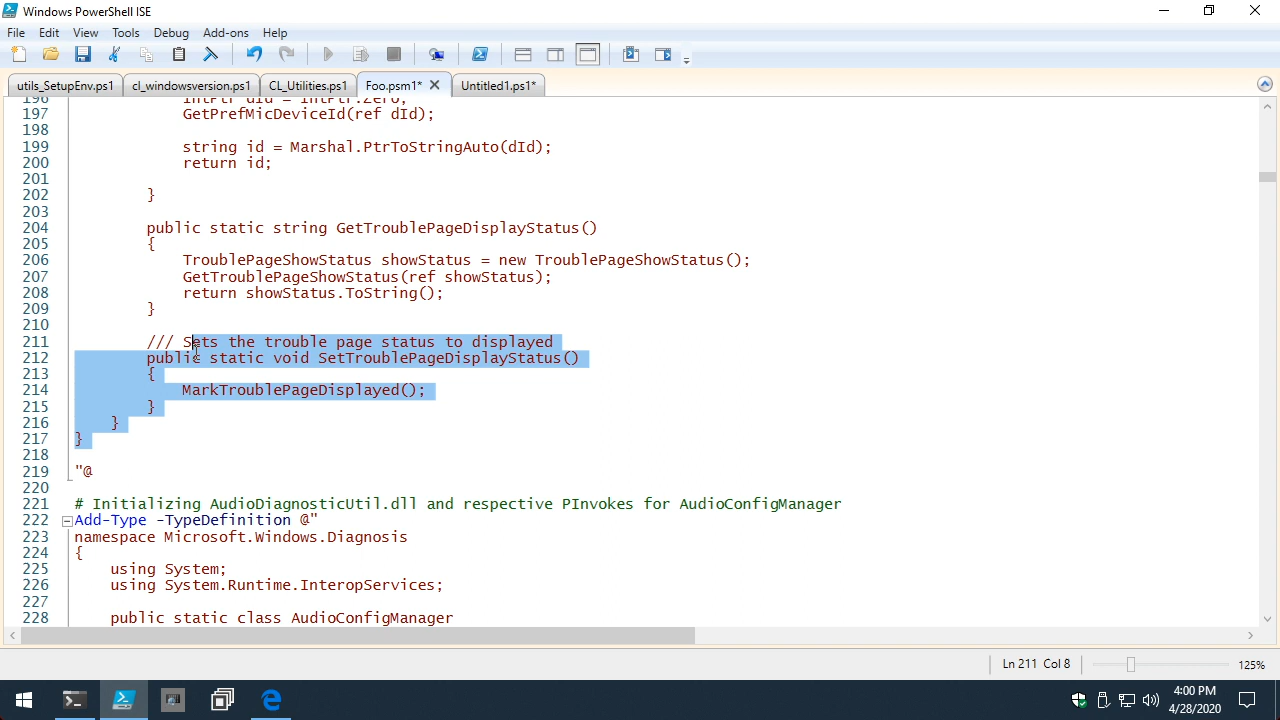 Windows PowerShell ISE
File Edit View Tools Debug Add-ons Help
utils_SetupEnv.ps1 cl_windowsversion.ps1 CL_Utilities.ps1 Foo.psm1* Untitled1.ps1*
196 IntPtr dId = IntPtr.Zero;
197 GetPrefMicDeviceId(ref dId);
198
199 string id = Marshal.PtrToStringAuto(dId);
200 return id;
201
202 }
203
204 public static string GetTroublePageDisplayStatus()
205 {
206 TroublePageShowStatus showStatus = new TroublePageShowStatus();
207 GetTroublePageShowStatus(ref showStatus);
208 return showStatus.ToString();
209 }
210
211 /// Sets the trouble page status to displayed
212 public static void SetTroublePageDisplayStatus()
213 {
214 MarkTroublePageDisplayed();
215 }
216 }
217 }
218
219 "@
220
221 # Initializing AudioDiagnosticUtil.dll and respective PInvokes for AudioConfigManager
222 Add-Type -TypeDefinition @"
223 namespace Microsoft.Windows.Diagnosis
224 {
225 using System;
226 using System.Runtime.InteropServices;
227
228 public static class AudioConfigManager
Ln 211 Col 8 125%
4:00 PM
4/28/2020